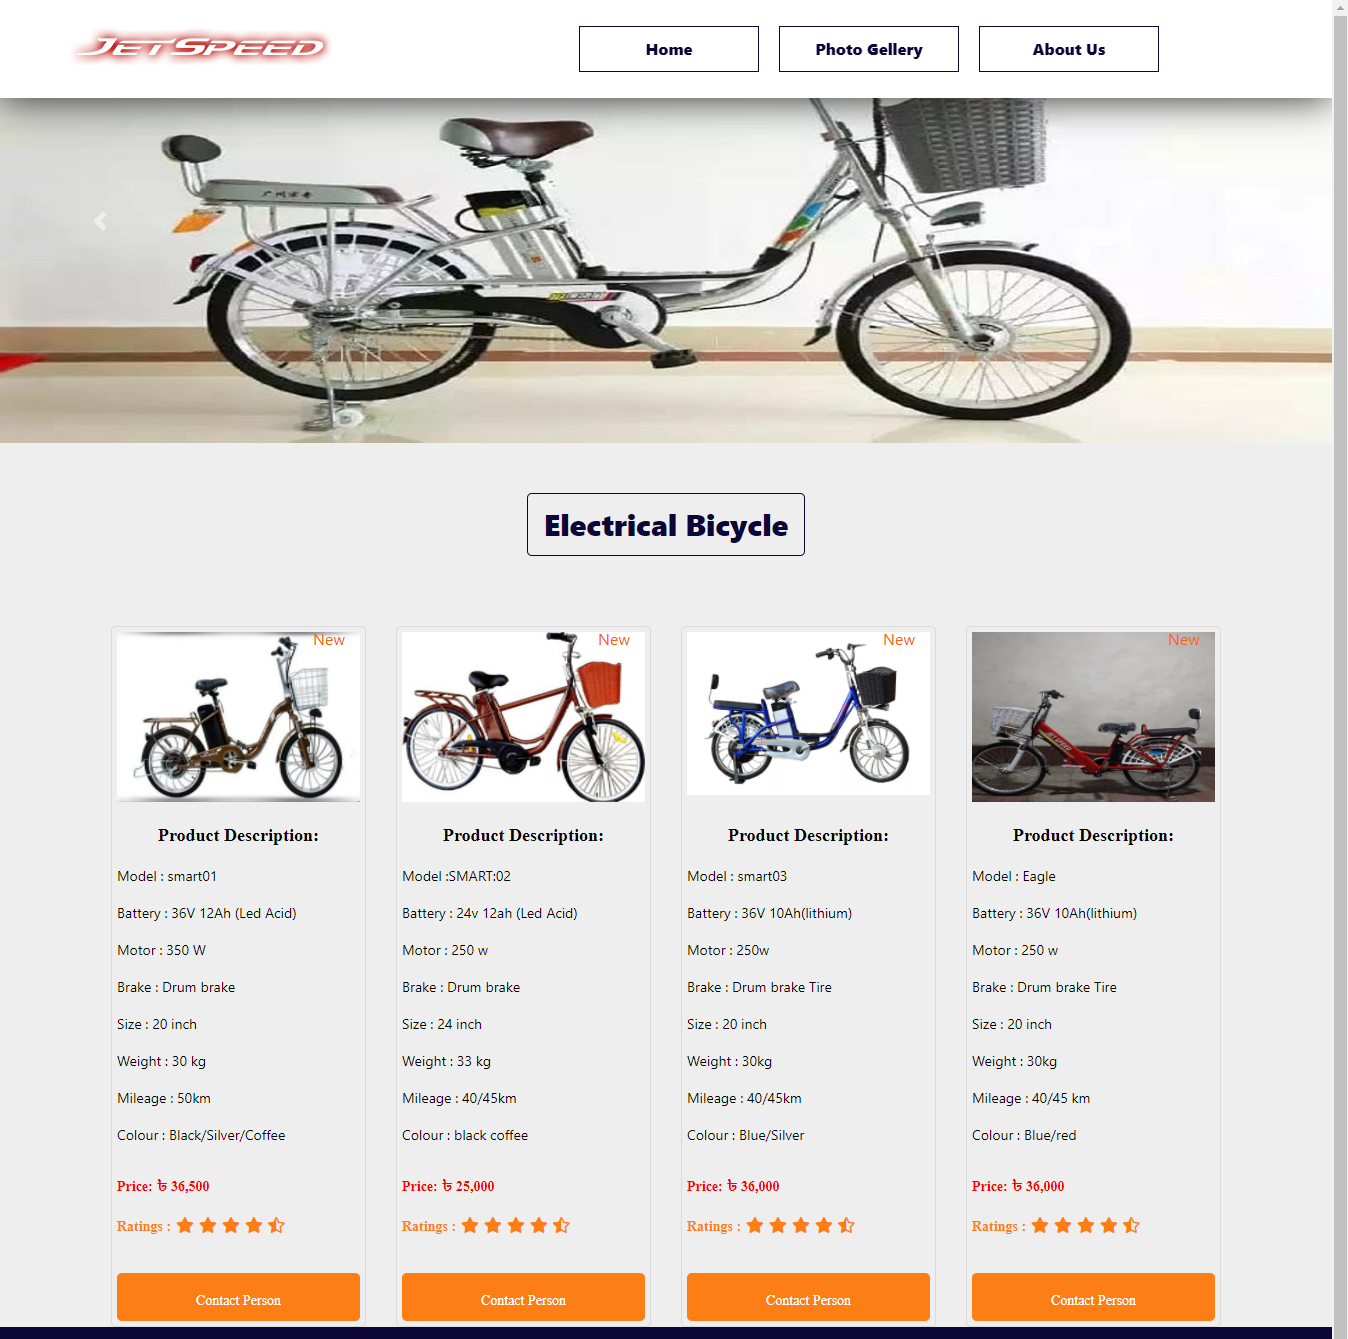 JETSPEED
Home
Photo Gellery
About Us
Electrical Bicycle
New
New
New
New
JET SPEED
Product Description:
Model : smart01
Battery : 36V 12Ah (Led Acid)
Motor : 350 W
Brake : Drum brake
Size : 20 inch
Weight : 30 kg
Mileage : 50km
Colour : Black/Silver/Coffee
Price: ৳ 36,500
Ratings :
Contact Person
Product Description:
Model :SMART:02
Battery : 24v 12ah (Led Acid)
Motor : 250 w
Brake : Drum brake
Size : 24 inch
Weight : 33 kg
Mileage : 40/45km
Colour : black coffee
Price: ৳ 25,000
Ratings :
Contact Person
Product Description:
Model : smart03
Battery : 36V 10Ah(lithium)
Motor : 250w
Brake : Drum brake Tire
Size : 20 inch
Weight : 30kg
Mileage : 40/45km
Colour : Blue/Silver
Price: ৳ 36,000
Ratings :
Contact Person
Product Description:
Model : Eagle
Battery : 36V 10Ah(lithium)
Motor : 250 w
Brake : Drum brake Tire
Size : 20 inch
Weight : 30kg
Mileage : 40/45 km
Colour : Blue/red
Price: ৳ 36,000
Ratings :
Contact Person